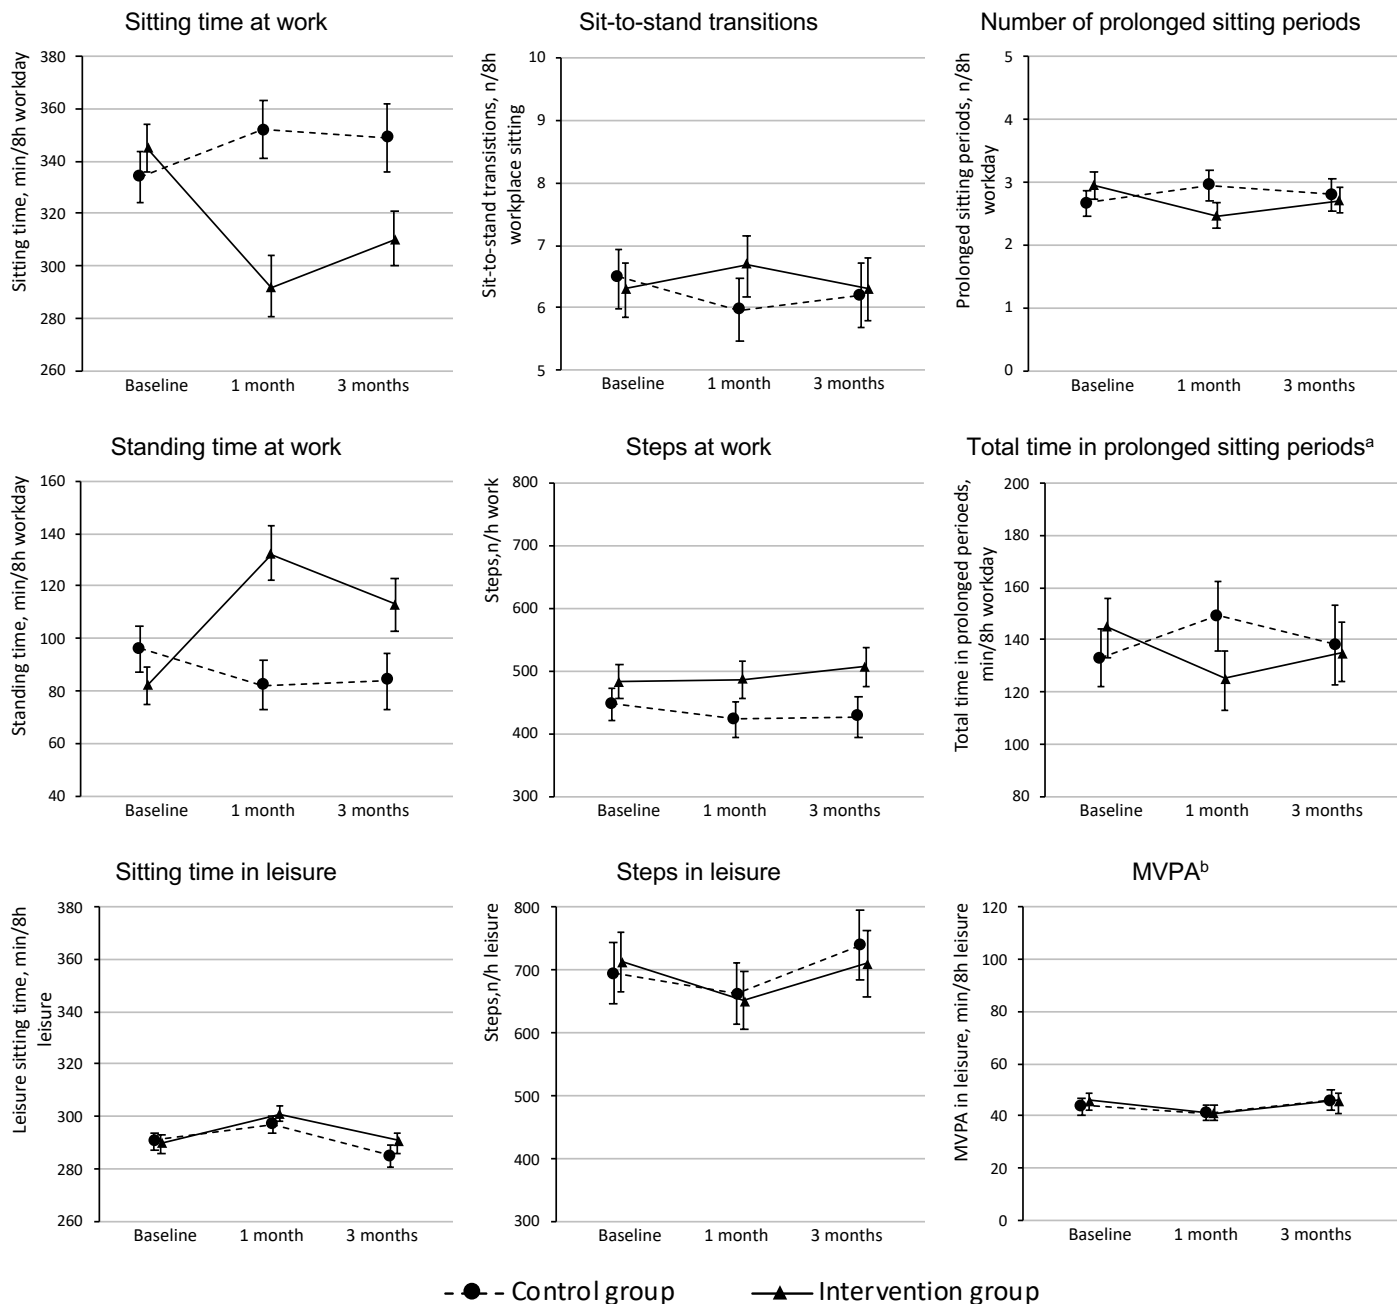 Sitting time at work
Sitting time, min/8h workday
380
360
340
320
300
280
260
Baseline 1 month 3 months
Sit-to-stand transitions
Sit-to-stand transistions, n/8h
workplace sitting
10
9
8
7
6
5
Baseline 1 month 3 months
Number of prolonged sitting periods
Prolonged sitting periods, n/8h
workday
5
4
3
2
1
0
Baseline 1 month 3 months
Standing time at work
Standing time, min/8h workday
160
140
120
100
80
60
40
Baseline 1 month 3 months
Steps at work
Steps,n/h work
800
700
600
500
400
300
Baseline 1 month 3 months
Total time in prolonged sitting periodsᵃ
Total time in prolonged perioeds,
min/8h workday
200
180
160
140
120
100
80
Baseline 1 month 3 months
Sitting time in leisure
Leisure sitting time, min/8h
leisure
380
360
340
320
300
280
260
Baseline 1 month 3 months
Steps in leisure
Steps,n/h leisure
800
700
600
500
400
300
Baseline 1 month 3 months
MVPAᵇ
MVPA in leisure, min/8h leisure
120
100
80
60
40
20
0
Baseline 1 month 3 months
Control group Intervention group